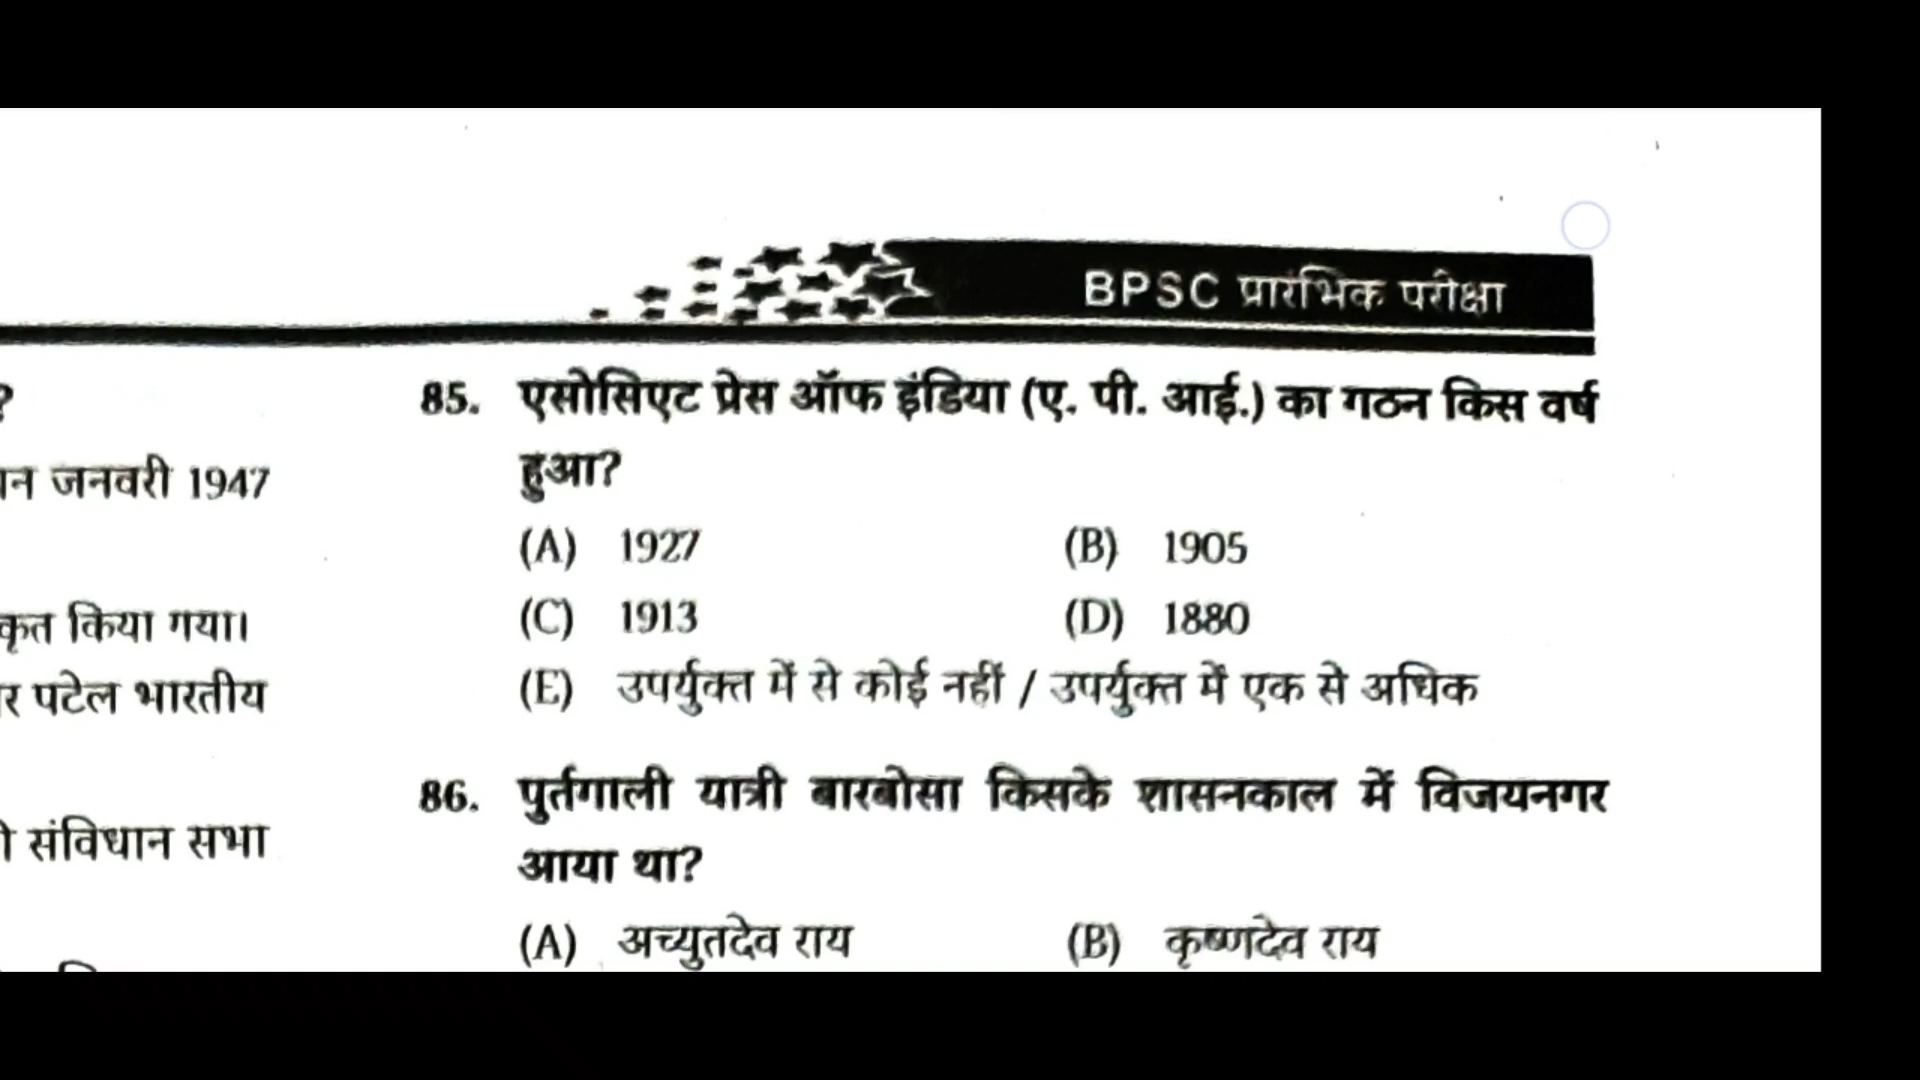 BPSC प्रारंभिक परीक्षा
?
जनवरी 1947
किया गया।
पटेल भारतीय
संविधान सभा
85. एसोसिएट प्रेस ऑफ इंडिया (ए. पी. आई.) का गठन किस वर्ष
हुआ?
(A) 1927 (B) 1905
(C) 1913 (D) 1880
(E) उपर्युक्त में से कोई नहीं / उपर्युक्त में एक से अधिक
86. पुर्तगाली यात्री बारबोसा किसके शासनकाल में विजयनगर
आया था?
(A) अच्युतदेव राय (B) कृष्णदेव राय